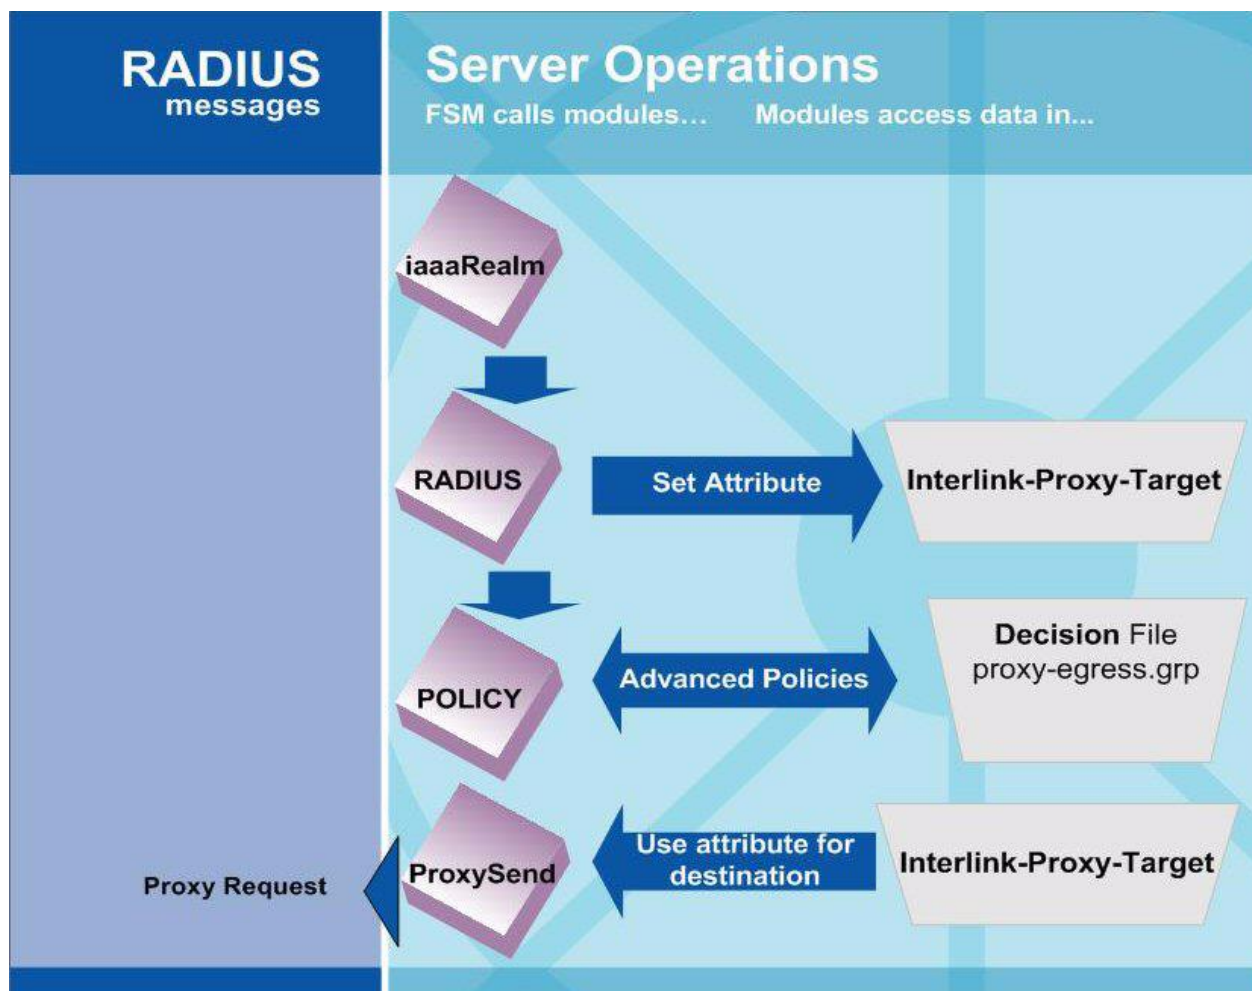 RADIUS
messages
Server Operations
FSM calls modules… Modules access data in...
iaaaRealm
RADIUS
Set Attribute
Interlink-Proxy-Target
POLICY
Advanced Policies
Decision File
proxy-egress.grp
Proxy Request
ProxySend
Use attribute for
destination
Interlink-Proxy-Target